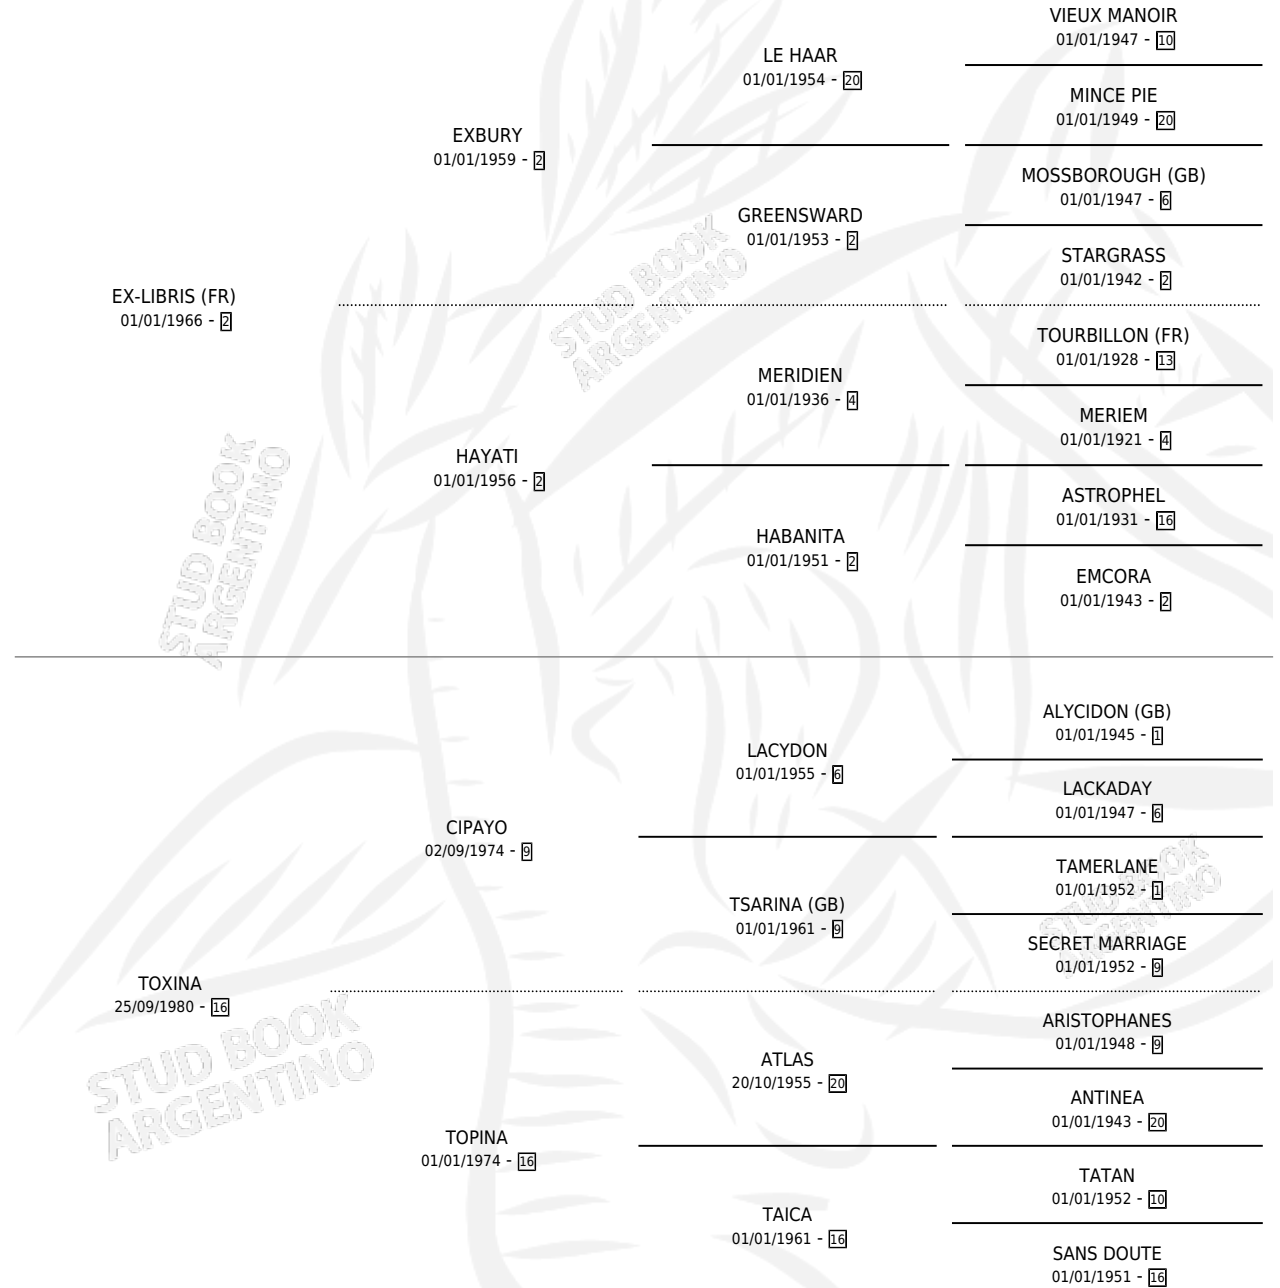 VIEUX MANOIR
01/01/1947 - 10
LE HAAR
01/01/1954 - 20
MINCE PIE
01/01/1949 - 20
EXBURY
01/01/1959 - 2
MOSSBOROUGH (GB)
01/01/1947 - 6
GREENSWARD
01/01/1953 - 2
STARGRASS
01/01/1942 - 2
EX-LIBRIS (FR)
01/01/1966 - 2
TOURBILLON (FR)
01/01/1928 - 13
MERIDIEN
01/01/1936 - 4
MERIEM
01/01/1921 - 4
HAYATI
01/01/1956 - 2
ASTROPHEL
01/01/1931 - 16
HABANITA
01/01/1951 - 2
EMCORA
01/01/1943 - 2
ALYCIDON (GB)
01/01/1945 - 1
LACYDON
01/01/1955 - 6
LACKADAY
01/01/1947 - 6
CIPAYO
02/09/1974 - 9
TAMERLANE
01/01/1952 - 1
TSARINA (GB)
01/01/1961 - 9
SECRET MARRIAGE
01/01/1952 - 9
TOXINA
25/09/1980 - 16
ARISTOPHANES
01/01/1948 - 9
ATLAS
20/10/1955 - 20
ANTINEA
01/01/1943 - 20
TOPINA
01/01/1974 - 16
TATAN
01/01/1952 - 10
TAICA
01/01/1961 - 16
SANS DOUTE
01/01/1951 - 16
STUD BOOK
ARGENTINO
STUD BOOK
ARGENTINO
STUD BOOK
ARGENTINO
STUD BOOK
ARGENTINO